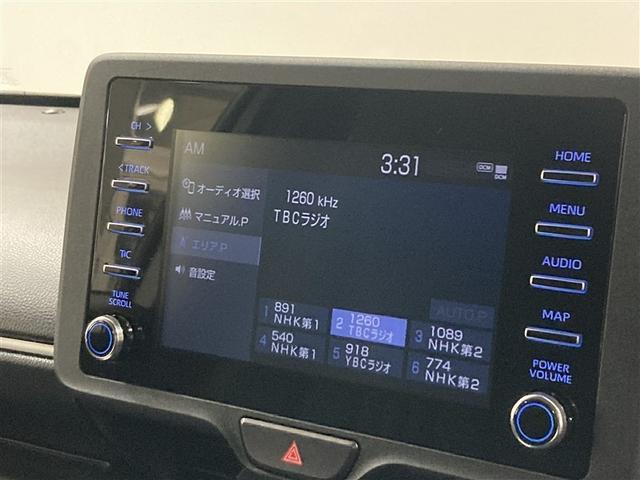 CH >
< TRACK
PHONE
T/C
TUNE
SCROLL
AM
3:31
DCM
DCM
オーディオ選択
マニュアル.P
エリア.P
音設定
1260 kHz
TBCラジオ
AUTO.P
1 891
NHK第1
2 1260
TBCラジオ
3 1089
NHK第2
4 540
NHK第1
5 918
YBCラジオ
6 774
NHK第2
HOME
MENU
AUDIO
MAP
POWER
VOLUME